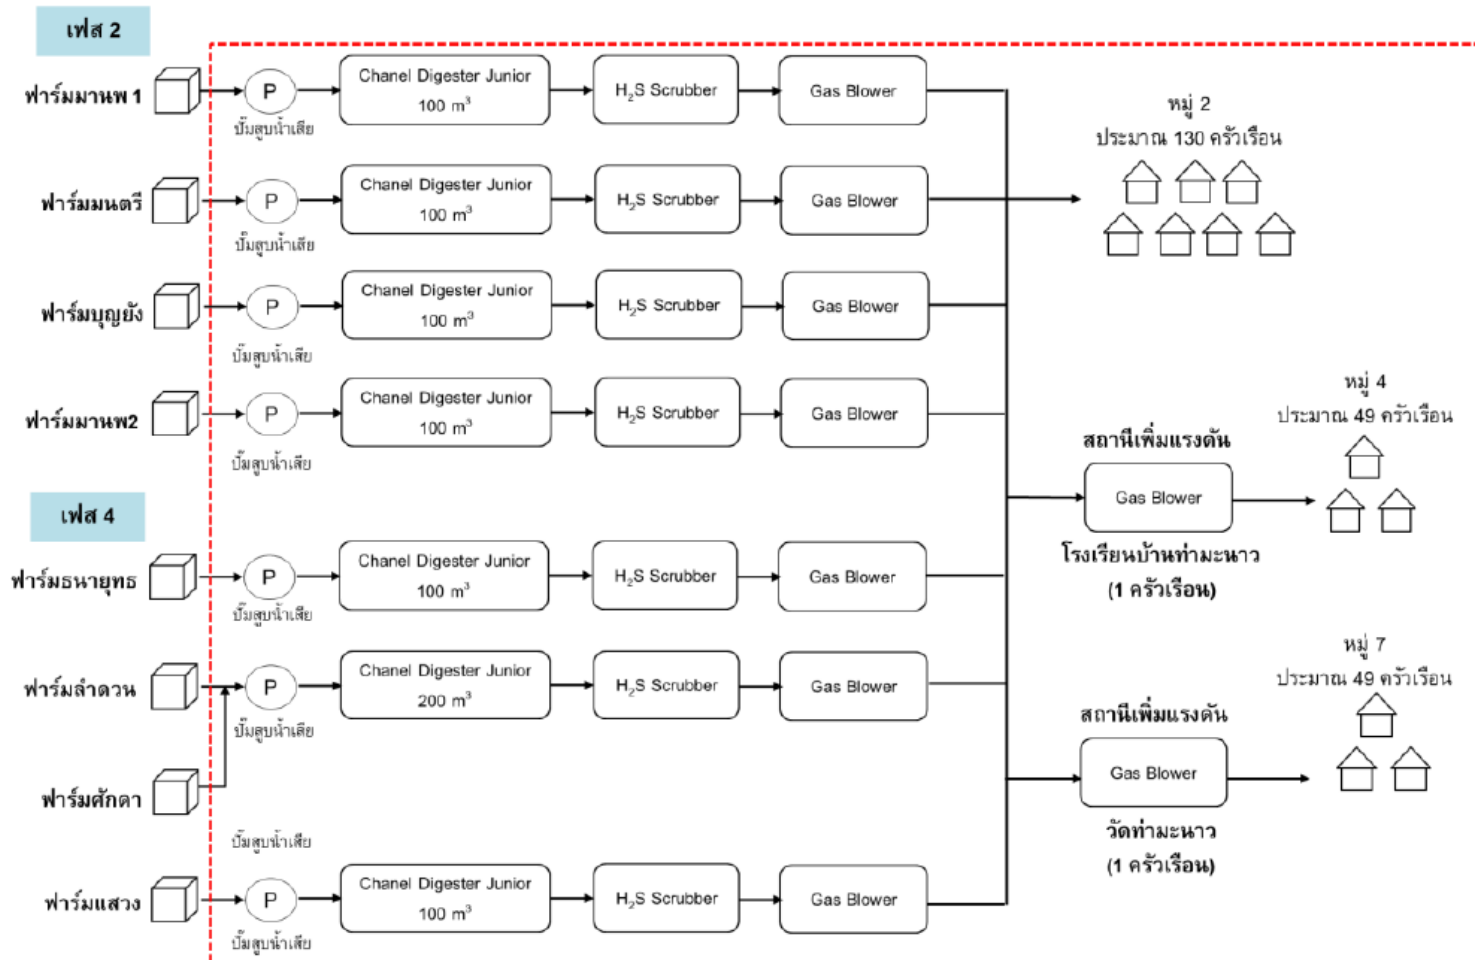 เฟส 2
ฟาร์มมานพ 1
P
ปั๊มสูบน้ำเสีย
Chanel Digester Junior
100 m³
H₂S Scrubber
Gas Blower
หมู่ 2
ประมาณ 130 ครัวเรือน
ฟาร์มมนตรี
P
ปั๊มสูบน้ำเสีย
Chanel Digester Junior
100 m³
H₂S Scrubber
Gas Blower
ฟาร์มบุญยัง
P
ปั๊มสูบน้ำเสีย
Chanel Digester Junior
100 m³
H₂S Scrubber
Gas Blower
ฟาร์มมานพ2
P
ปั๊มสูบน้ำเสีย
Chanel Digester Junior
100 m³
H₂S Scrubber
Gas Blower
หมู่ 4
ประมาณ 49 ครัวเรือน
สถานีเพิ่มแรงดัน
Gas Blower
โรงเรียนบ้านท่ามะนาว
(1 ครัวเรือน)
เฟส 4
ฟาร์มธนายุทธ
P
ปั๊มสูบน้ำเสีย
Chanel Digester Junior
100 m³
H₂S Scrubber
Gas Blower
ฟาร์มลำดวน
P
ปั๊มสูบน้ำเสีย
Chanel Digester Junior
200 m³
H₂S Scrubber
Gas Blower
หมู่ 7
ประมาณ 49 ครัวเรือน
สถานีเพิ่มแรงดัน
Gas Blower
วัดท่ามะนาว
(1 ครัวเรือน)
ฟาร์มศักดา
ปั๊มสูบน้ำเสีย
ฟาร์มแสวง
P
ปั๊มสูบน้ำเสีย
Chanel Digester Junior
100 m³
H₂S Scrubber
Gas Blower